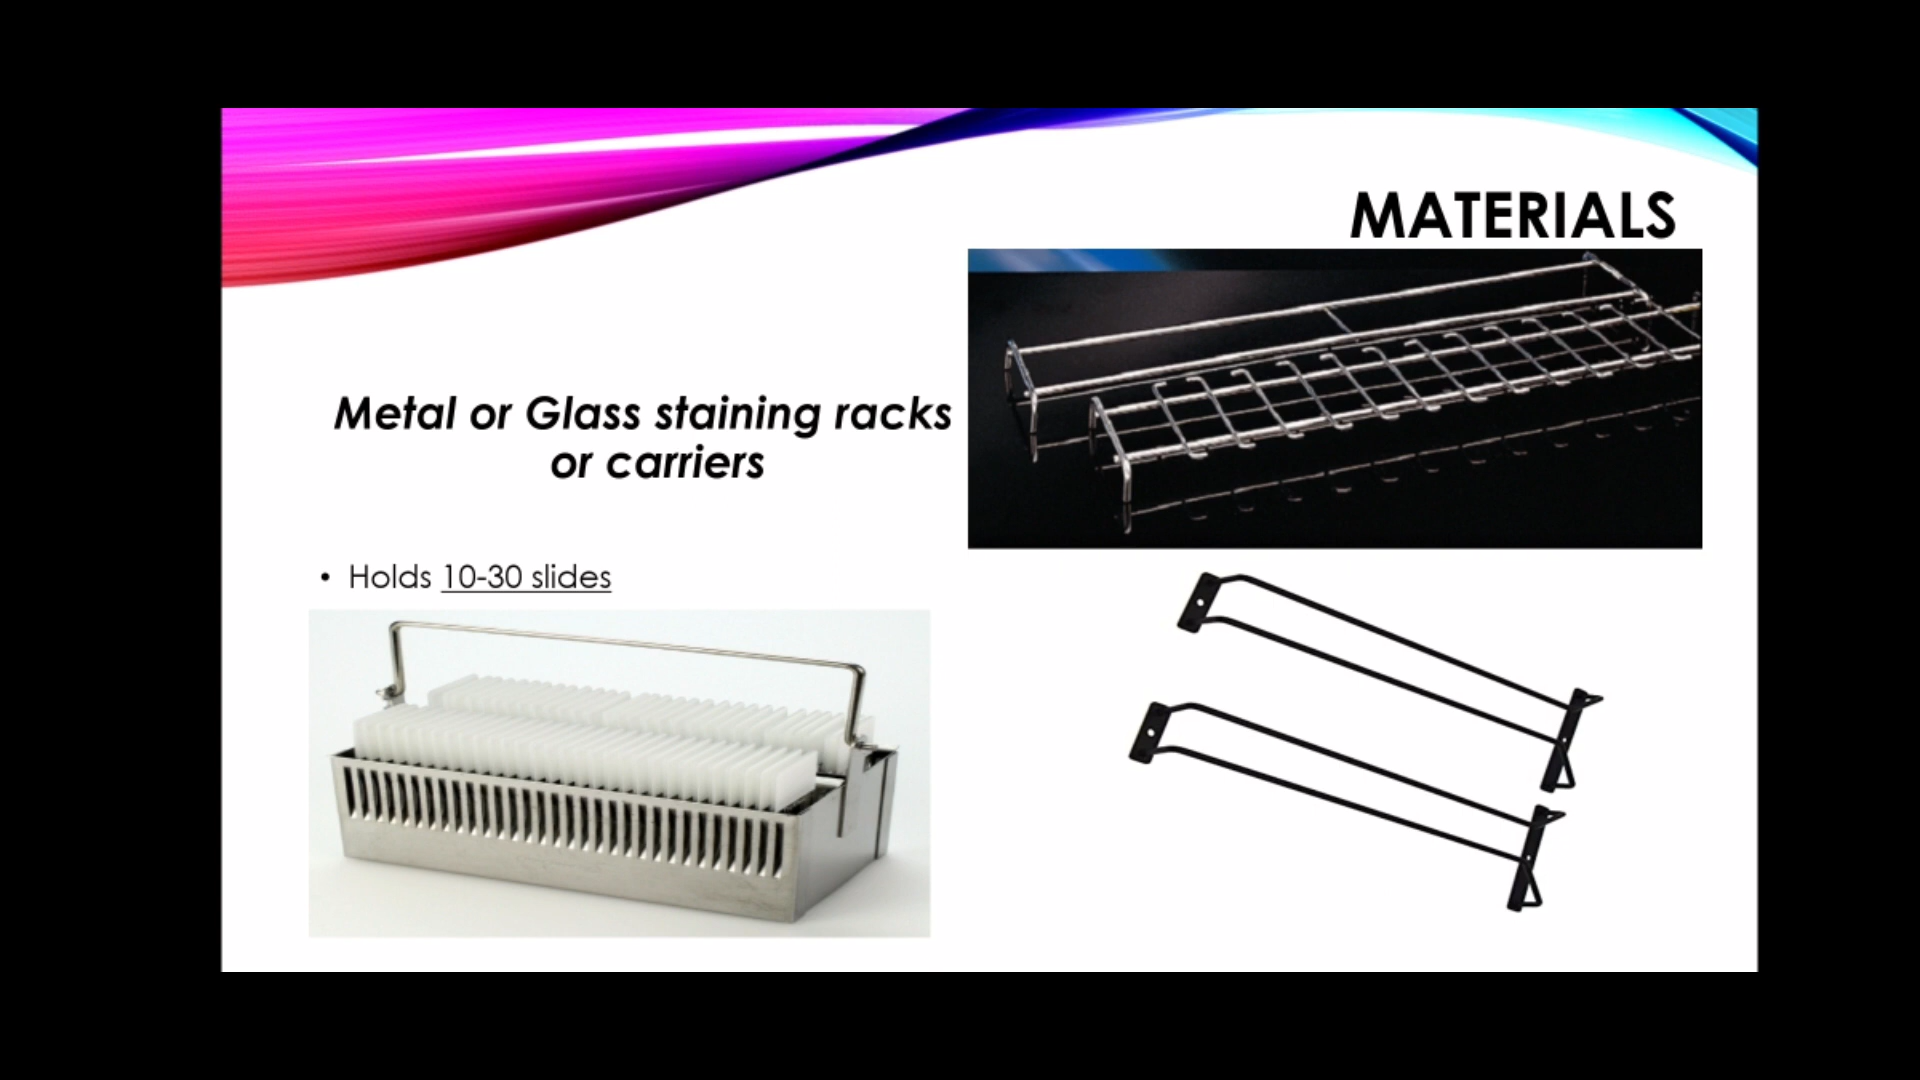 MATERIALS
Metal or Glass staining racks
or carriers
• Holds 10-30 slides